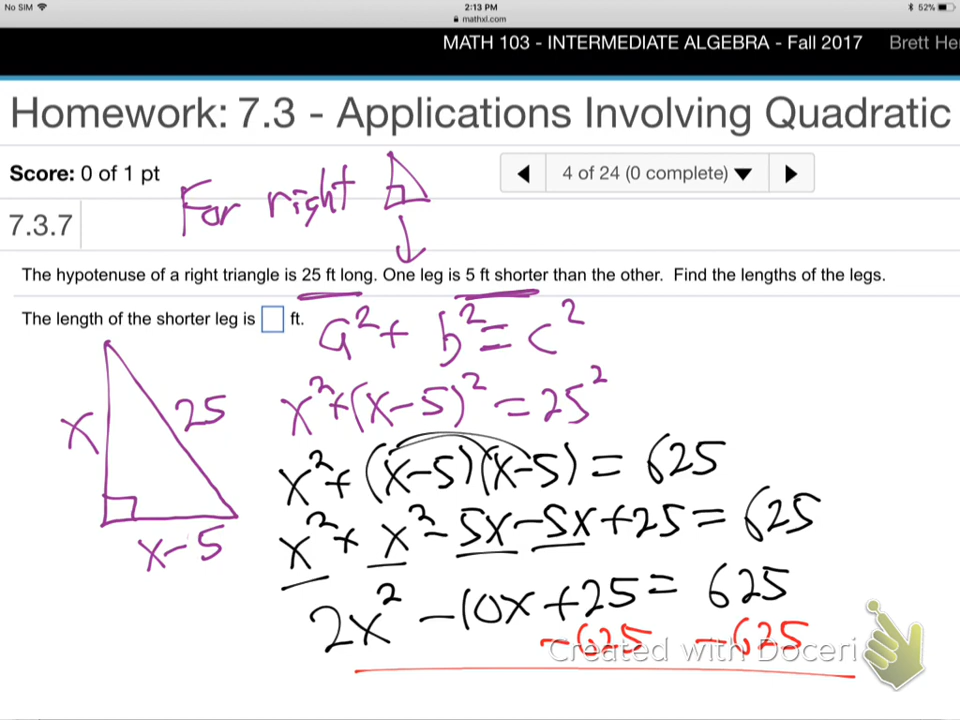 No SIM 2:13 PM 52%
mathxl.com
MATH 103 - INTERMEDIATE ALGEBRA - Fall 2017 Brett He
Homework: 7.3 - Applications Involving Quadratic
Score: 0 of 1 pt
4 of 24 (0 complete)
For right
7.3.7
The hypotenuse of a right triangle is 25 ft long. One leg is 5 ft shorter than the other. Find the lengths of the legs.
The length of the shorter leg is ft.
a² + b² = c²
x 25
x² + (x-5)² = 25²
x² + (x-5)(x-5) = 625
x² + x² - 5x - 5x + 25 = 625
x-5
2x² - 10x + 25 = 625
-625 -625
Created with Doceri